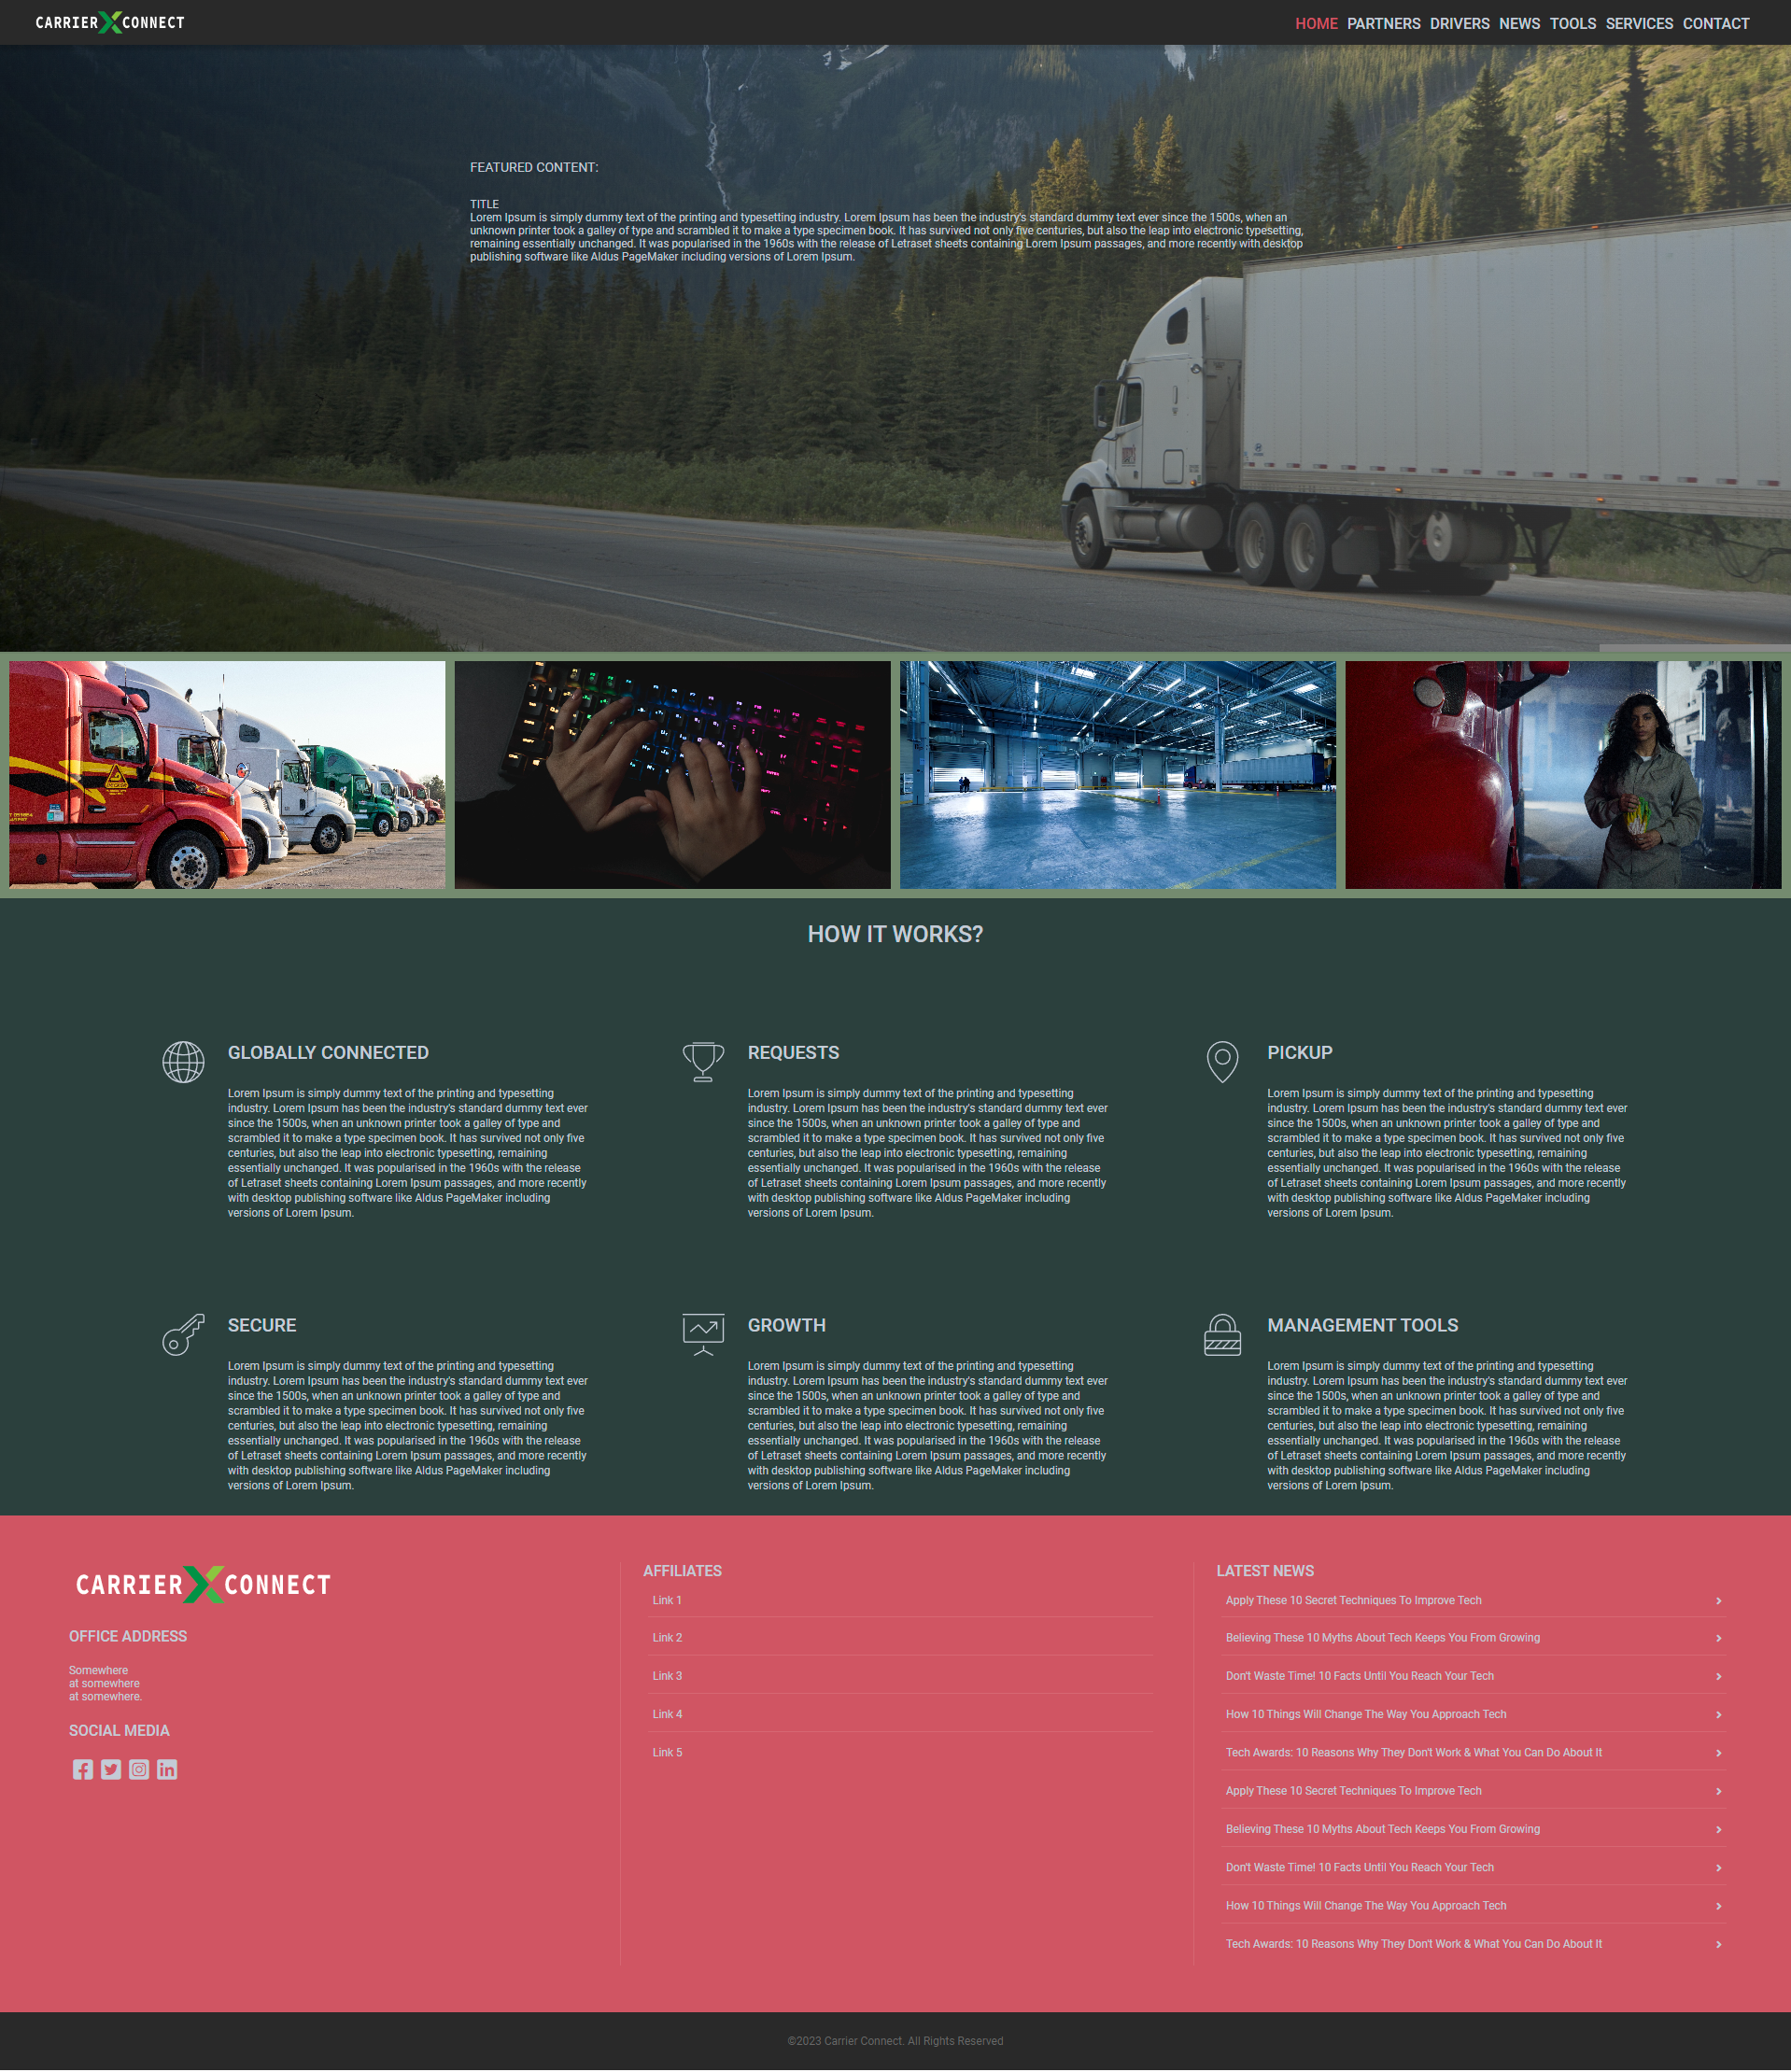 CARRIER CONNECT
HOME PARTNERS DRIVERS NEWS TOOLS SERVICES CONTACT
FEATURED CONTENT:
TITLE
Lorem Ipsum is simply dummy text of the printing and typesetting industry. Lorem Ipsum has been the industry's standard dummy text ever since the 1500s, when an
unknown printer took a galley of type and scrambled it to make a type specimen book. It has survived not only five centuries, but also the leap into electronic typesetting,
remaining essentially unchanged. It was popularised in the 1960s with the release of Letraset sheets containing Lorem Ipsum passages, and more recently with desktop
publishing software like Aldus PageMaker including versions of Lorem Ipsum.
HOW IT WORKS?
GLOBALLY CONNECTED
Lorem Ipsum is simply dummy text of the printing and typesetting
industry. Lorem Ipsum has been the industry's standard dummy text ever
since the 1500s, when an unknown printer took a galley of type and
scrambled it to make a type specimen book. It has survived not only five
centuries, but also the leap into electronic typesetting, remaining
essentially unchanged. It was popularised in the 1960s with the release
of Letraset sheets containing Lorem Ipsum passages, and more recently
with desktop publishing software like Aldus PageMaker including
versions of Lorem Ipsum.
REQUESTS
Lorem Ipsum is simply dummy text of the printing and typesetting
industry. Lorem Ipsum has been the industry's standard dummy text ever
since the 1500s, when an unknown printer took a galley of type and
scrambled it to make a type specimen book. It has survived not only five
centuries, but also the leap into electronic typesetting, remaining
essentially unchanged. It was popularised in the 1960s with the release
of Letraset sheets containing Lorem Ipsum passages, and more recently
with desktop publishing software like Aldus PageMaker including
versions of Lorem Ipsum.
PICKUP
Lorem Ipsum is simply dummy text of the printing and typesetting
industry. Lorem Ipsum has been the industry's standard dummy text ever
since the 1500s, when an unknown printer took a galley of type and
scrambled it to make a type specimen book. It has survived not only five
centuries, but also the leap into electronic typesetting, remaining
essentially unchanged. It was popularised in the 1960s with the release
of Letraset sheets containing Lorem Ipsum passages, and more recently
with desktop publishing software like Aldus PageMaker including
versions of Lorem Ipsum.
SECURE
Lorem Ipsum is simply dummy text of the printing and typesetting
industry. Lorem Ipsum has been the industry's standard dummy text ever
since the 1500s, when an unknown printer took a galley of type and
scrambled it to make a type specimen book. It has survived not only five
centuries, but also the leap into electronic typesetting, remaining
essentially unchanged. It was popularised in the 1960s with the release
of Letraset sheets containing Lorem Ipsum passages, and more recently
with desktop publishing software like Aldus PageMaker including
versions of Lorem Ipsum.
GROWTH
Lorem Ipsum is simply dummy text of the printing and typesetting
industry. Lorem Ipsum has been the industry's standard dummy text ever
since the 1500s, when an unknown printer took a galley of type and
scrambled it to make a type specimen book. It has survived not only five
centuries, but also the leap into electronic typesetting, remaining
essentially unchanged. It was popularised in the 1960s with the release
of Letraset sheets containing Lorem Ipsum passages, and more recently
with desktop publishing software like Aldus PageMaker including
versions of Lorem Ipsum.
MANAGEMENT TOOLS
Lorem Ipsum is simply dummy text of the printing and typesetting
industry. Lorem Ipsum has been the industry's standard dummy text ever
since the 1500s, when an unknown printer took a galley of type and
scrambled it to make a type specimen book. It has survived not only five
centuries, but also the leap into electronic typesetting, remaining
essentially unchanged. It was popularised in the 1960s with the release
of Letraset sheets containing Lorem Ipsum passages, and more recently
with desktop publishing software like Aldus PageMaker including
versions of Lorem Ipsum.
CARRIER CONNECT
OFFICE ADDRESS
Somewhere
at somewhere
at somewhere.
SOCIAL MEDIA
AFFILIATES
Link 1
Link 2
Link 3
Link 4
Link 5
LATEST NEWS
Apply These 10 Secret Techniques To Improve Tech
Believing These 10 Myths About Tech Keeps You From Growing
Don't Waste Time! 10 Facts Until You Reach Your Tech
How 10 Things Will Change The Way You Approach Tech
Tech Awards: 10 Reasons Why They Don't Work & What You Can Do About It
Apply These 10 Secret Techniques To Improve Tech
Believing These 10 Myths About Tech Keeps You From Growing
Don't Waste Time! 10 Facts Until You Reach Your Tech
How 10 Things Will Change The Way You Approach Tech
Tech Awards: 10 Reasons Why They Don't Work & What You Can Do About It
©2023 Carrier Connect. All Rights Reserved